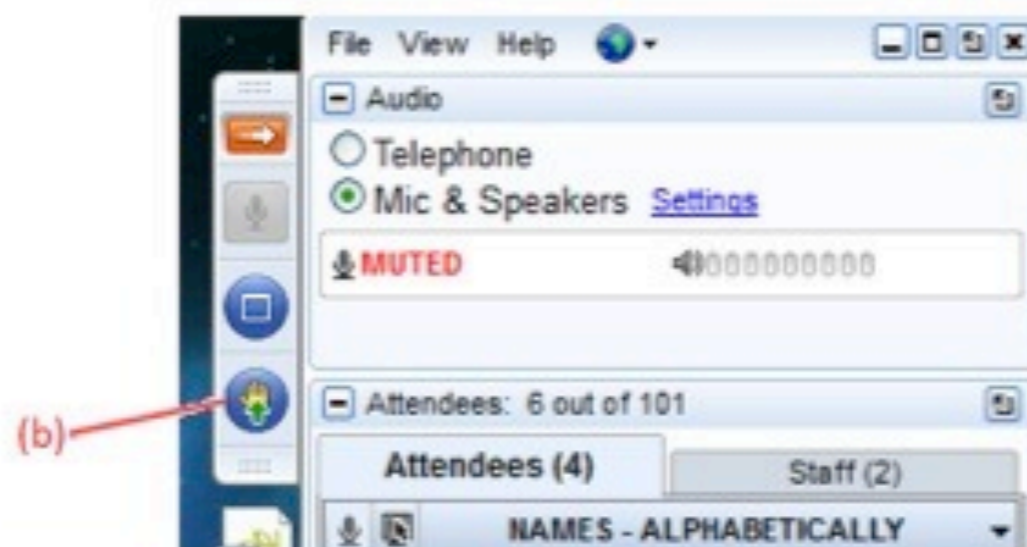 File View Help
Audio
Telephone
Mic & Speakers Settings
MUTED
(b)
Attendees: 6 out of 101
Attendees (4) Staff (2)
NAMES - ALPHABETICALLY